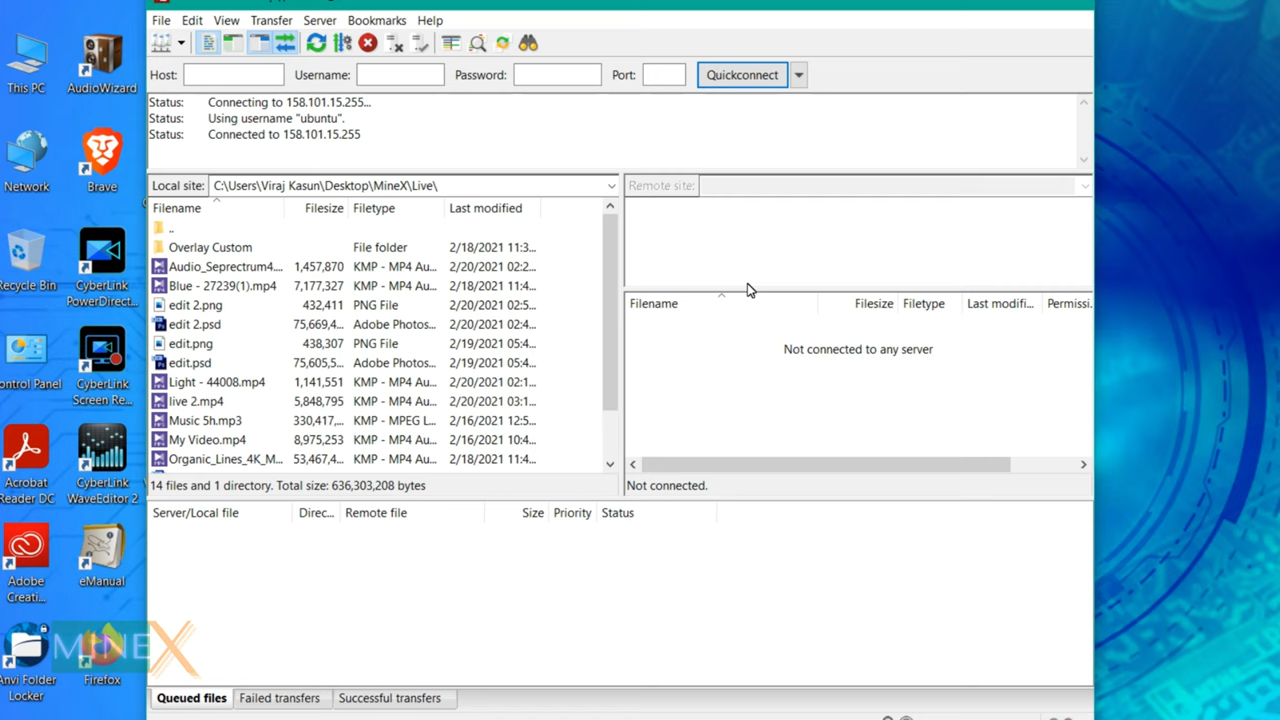 File Edit View Transfer Server Bookmarks Help
Host: Username: Password: Port: Quickconnect
Status: Connecting to 158.101.15.255...
Status: Using username "ubuntu".
Status: Connected to 158.101.15.255
Local site: C:\Users\Viraj Kasun\Desktop\MineX\Live\
Remote site:
Filename Filesize Filetype Last modified
..
Overlay Custom File folder 2/18/2021 11:3...
Audio_Seprectrum4.... 1,457,870 KMP - MP4 Au... 2/20/2021 02:2...
Blue - 27239(1).mp4 7,177,327 KMP - MP4 Au... 2/18/2021 11:4...
edit 2.png 432,411 PNG File 2/20/2021 02:5...
edit 2.psd 75,669,4... Adobe Photos... 2/20/2021 02:4...
edit.png 438,307 PNG File 2/19/2021 05:4...
edit.psd 75,605,5... Adobe Photos... 2/19/2021 05:4...
Light - 44008.mp4 1,141,551 KMP - MP4 Au... 2/20/2021 02:1...
live 2.mp4 5,848,795 KMP - MP4 Au... 2/20/2021 03:1...
Music 5h.mp3 330,417,... KMP - MPEG L... 2/16/2021 12:5...
My Video.mp4 8,975,253 KMP - MP4 Au... 2/16/2021 10:4...
Organic_Lines_4K_M... 53,467,4... KMP - MP4 Au... 2/18/2021 11:4...
14 files and 1 directory. Total size: 636,303,208 bytes
Filename Filesize Filetype Last modifi... Permissi...
Not connected to any server
Not connected.
Server/Local file Direc... Remote file Size Priority Status
Queued files Failed transfers Successful transfers
This PC
AudioWizard
Network
Brave
Recycle Bin
CyberLink
PowerDirect...
ontrol Panel
CyberLink
Screen Re...
Acrobat
Reader DC
CyberLink
WaveEditor 2
Adobe
Creati...
eManual
Anvi Folder
Locker
Firefox
MINEX